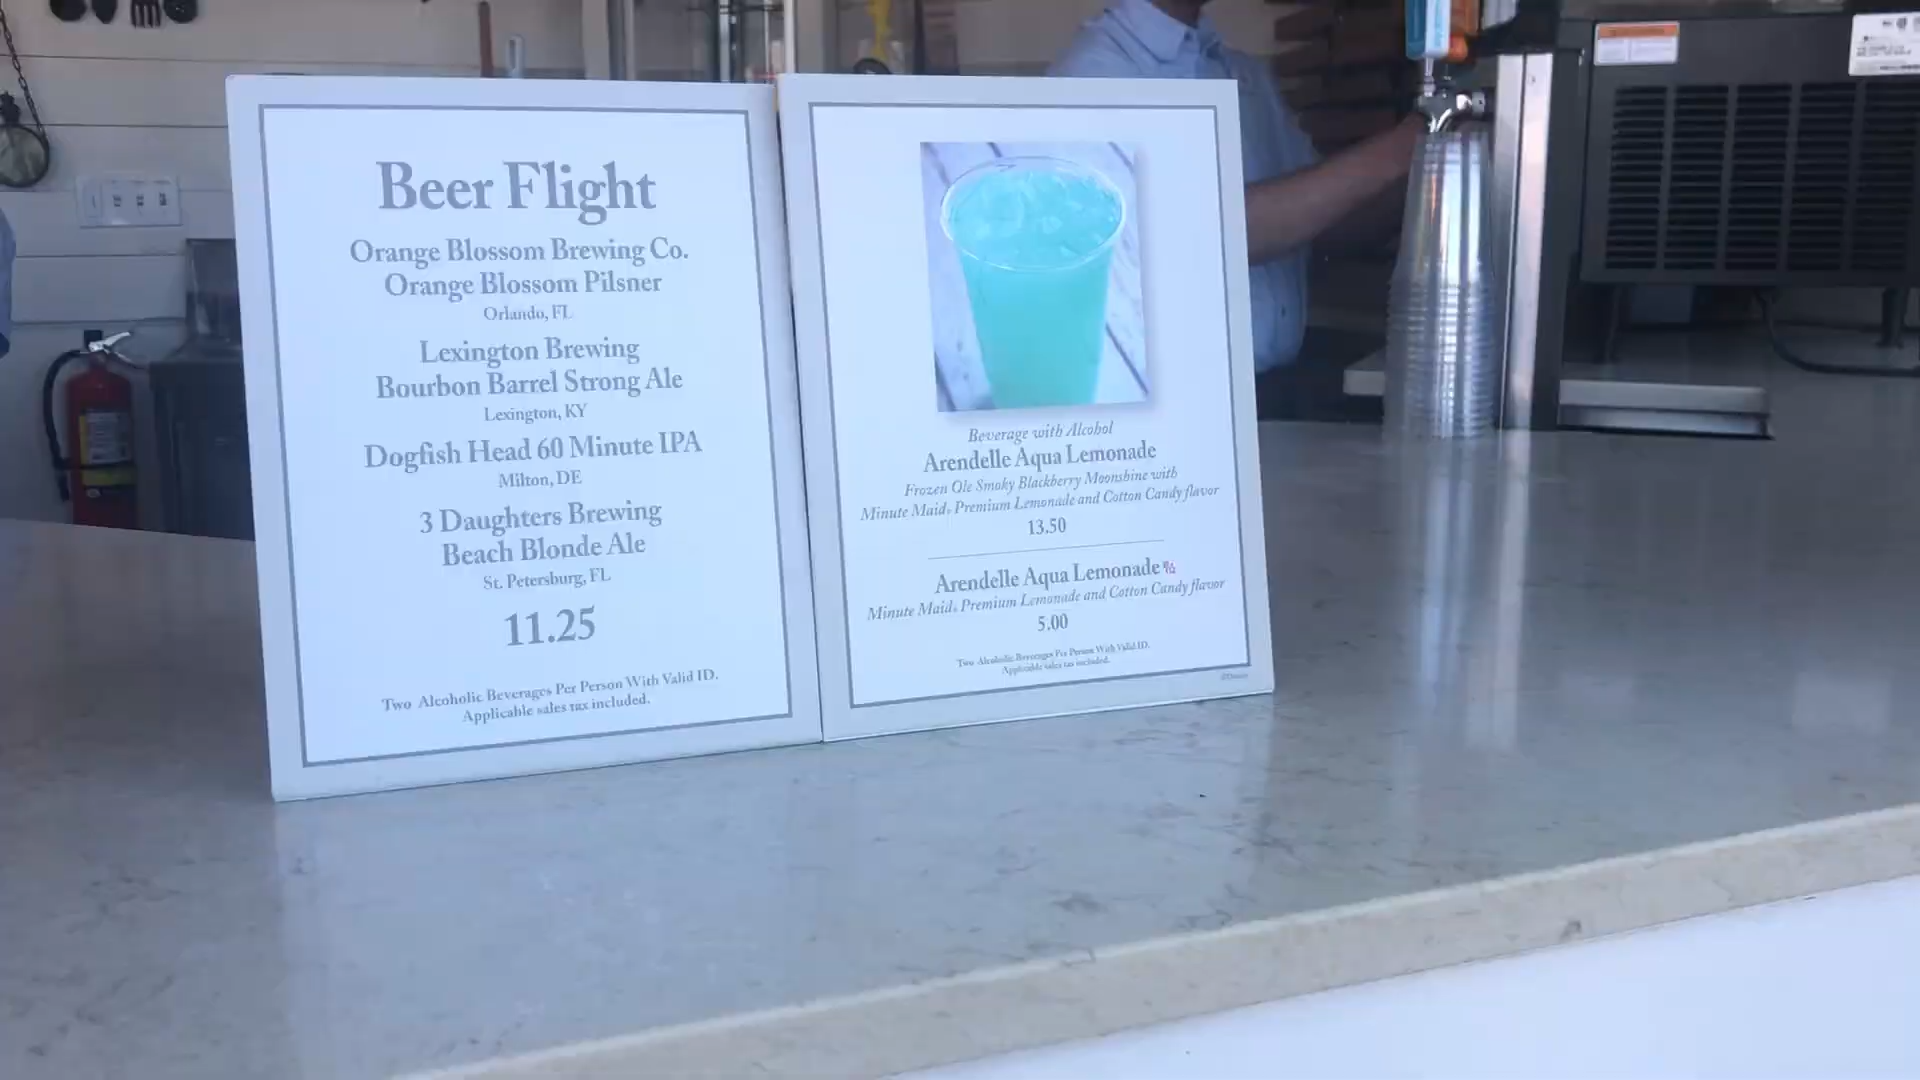 Beer Flight
Orange Blossom Brewing Co.
Orange Blossom Pilsner
Orlando, FL
Lexington Brewing
Bourbon Barrel Strong Ale
Lexington, KY
Dogfish Head 60 Minute IPA
Milton, DE
3 Daughters Brewing
Beach Blonde Ale
St. Petersburg, FL
11.25
Two Alcoholic Beverages Per Person With Valid ID.
Applicable sales tax included.
Beverage with Alcohol
Arendelle Aqua Lemonade
Frozen Ole Smoky Blackberry Moonshine with
Minute Maid® Premium Lemonade and Cotton Candy flavor
13.50
Arendelle Aqua Lemonade
Minute Maid® Premium Lemonade and Cotton Candy flavor
5.00
Two Alcoholic Beverages Per Person With Valid ID.
Applicable sales tax included.
©Disney